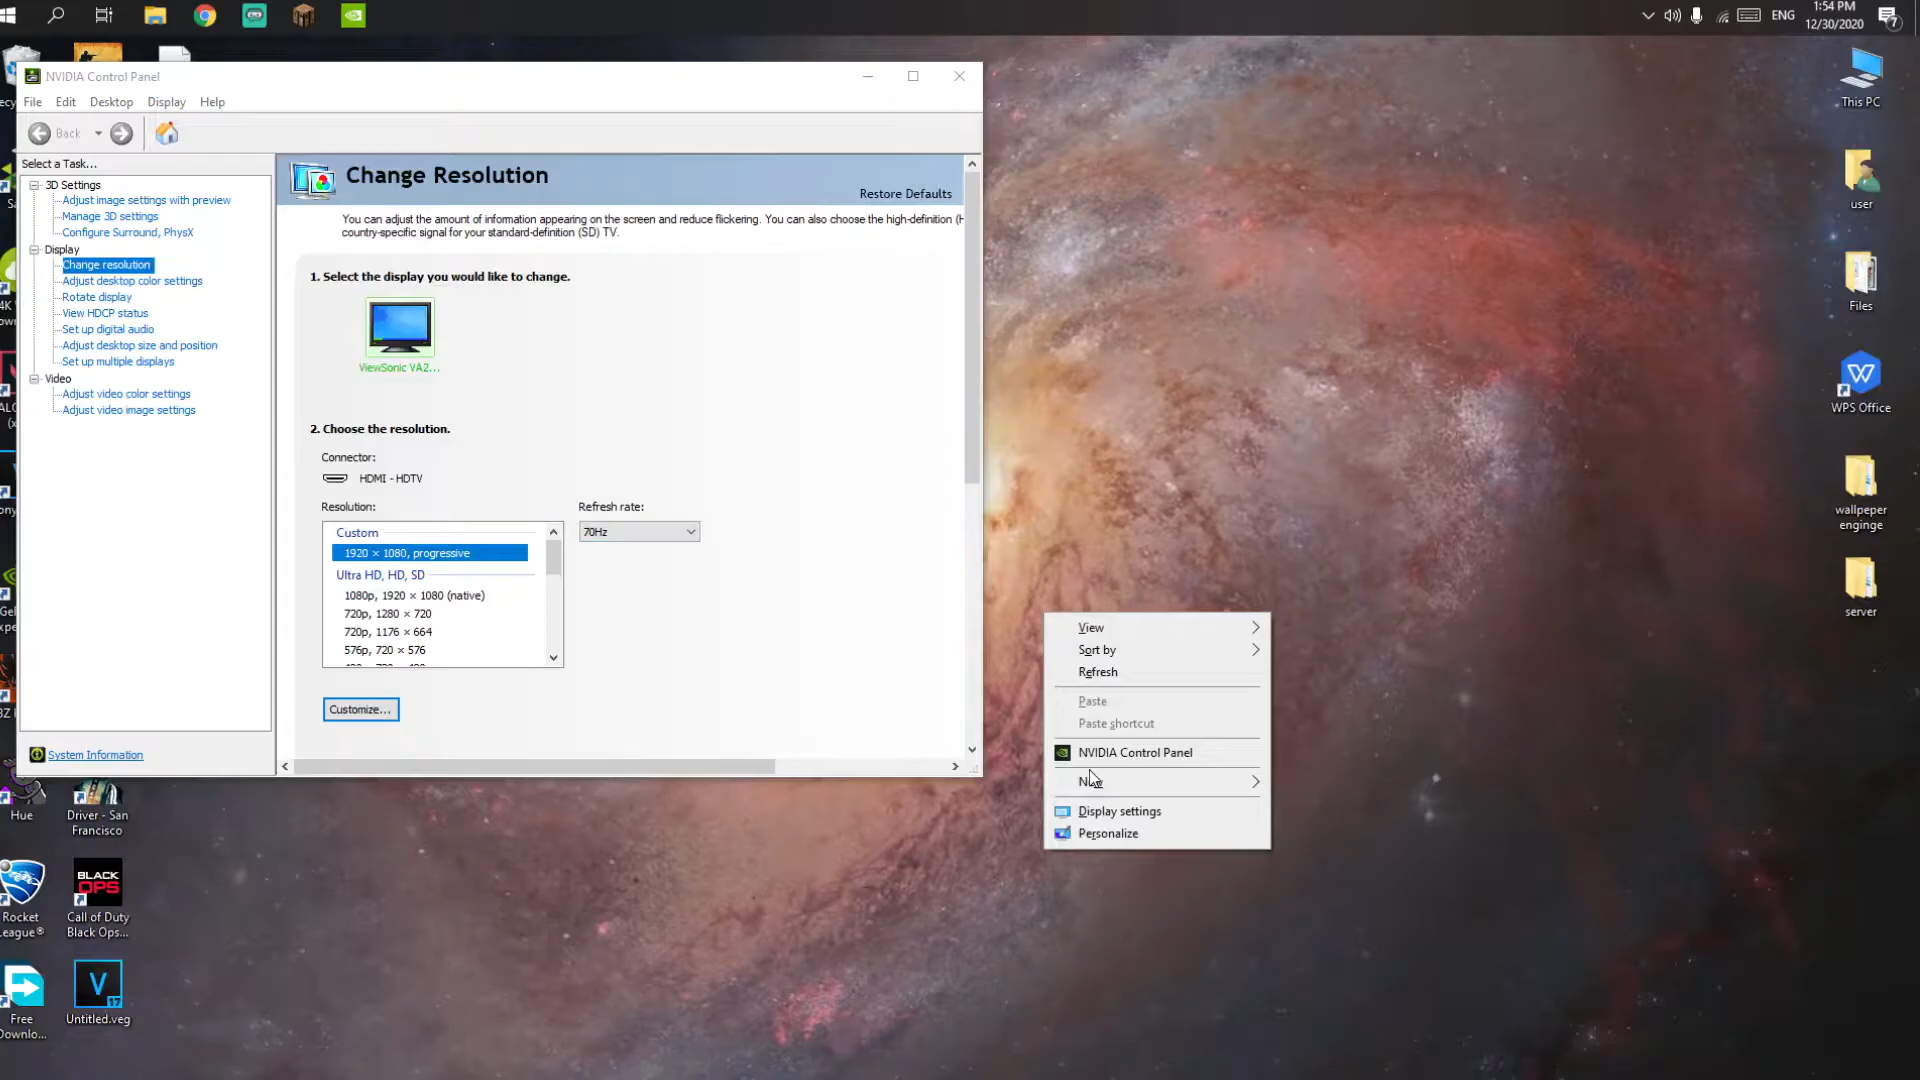 1:54 PM
ENG
12/30/2020
7
NVIDIA Control Panel
File Edit Desktop Display Help
Back
Select a Task...
3D Settings
Adjust image settings with preview
Manage 3D settings
Configure Surround, PhysX
Display
Change resolution
Adjust desktop color settings
Rotate display
View HDCP status
Set up digital audio
Adjust desktop size and position
Set up multiple displays
Video
Adjust video color settings
Adjust video image settings
System Information
Change Resolution
Restore Defaults
You can adjust the amount of information appearing on the screen and reduce flickering. You can also choose the high-definition (H
country-specific signal for your standard-definition (SD) TV.
1. Select the display you would like to change.
ViewSonic VA2...
2. Choose the resolution.
Connector:
HDMI - HDTV
Resolution:
Refresh rate:
Custom
70Hz
1920 × 1080, progressive
Ultra HD, HD, SD
1080p, 1920 × 1080 (native)
720p, 1280 × 720
720p, 1176 × 664
576p, 720 × 576
Customize...
View
Sort by
Refresh
Paste
Paste shortcut
NVIDIA Control Panel
Display settings
Personalize
This PC
user
Files
WPS Office
wallpeper
enginge
server
Hue
Driver - San
Francisco
BLACK
OPS
Rocket
League®
Call of Duty
Black Ops...
V
17
Free
Downlo...
Untitled.veg